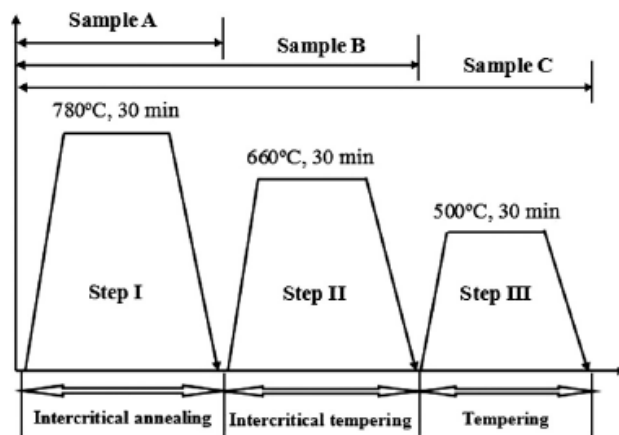 Sample A
Sample B
Sample C
780°C, 30 min
660°C, 30 min
500°C, 30 min
Step I
Step II
Step III
Intercritical annealing
Intercritical tempering
Tempering